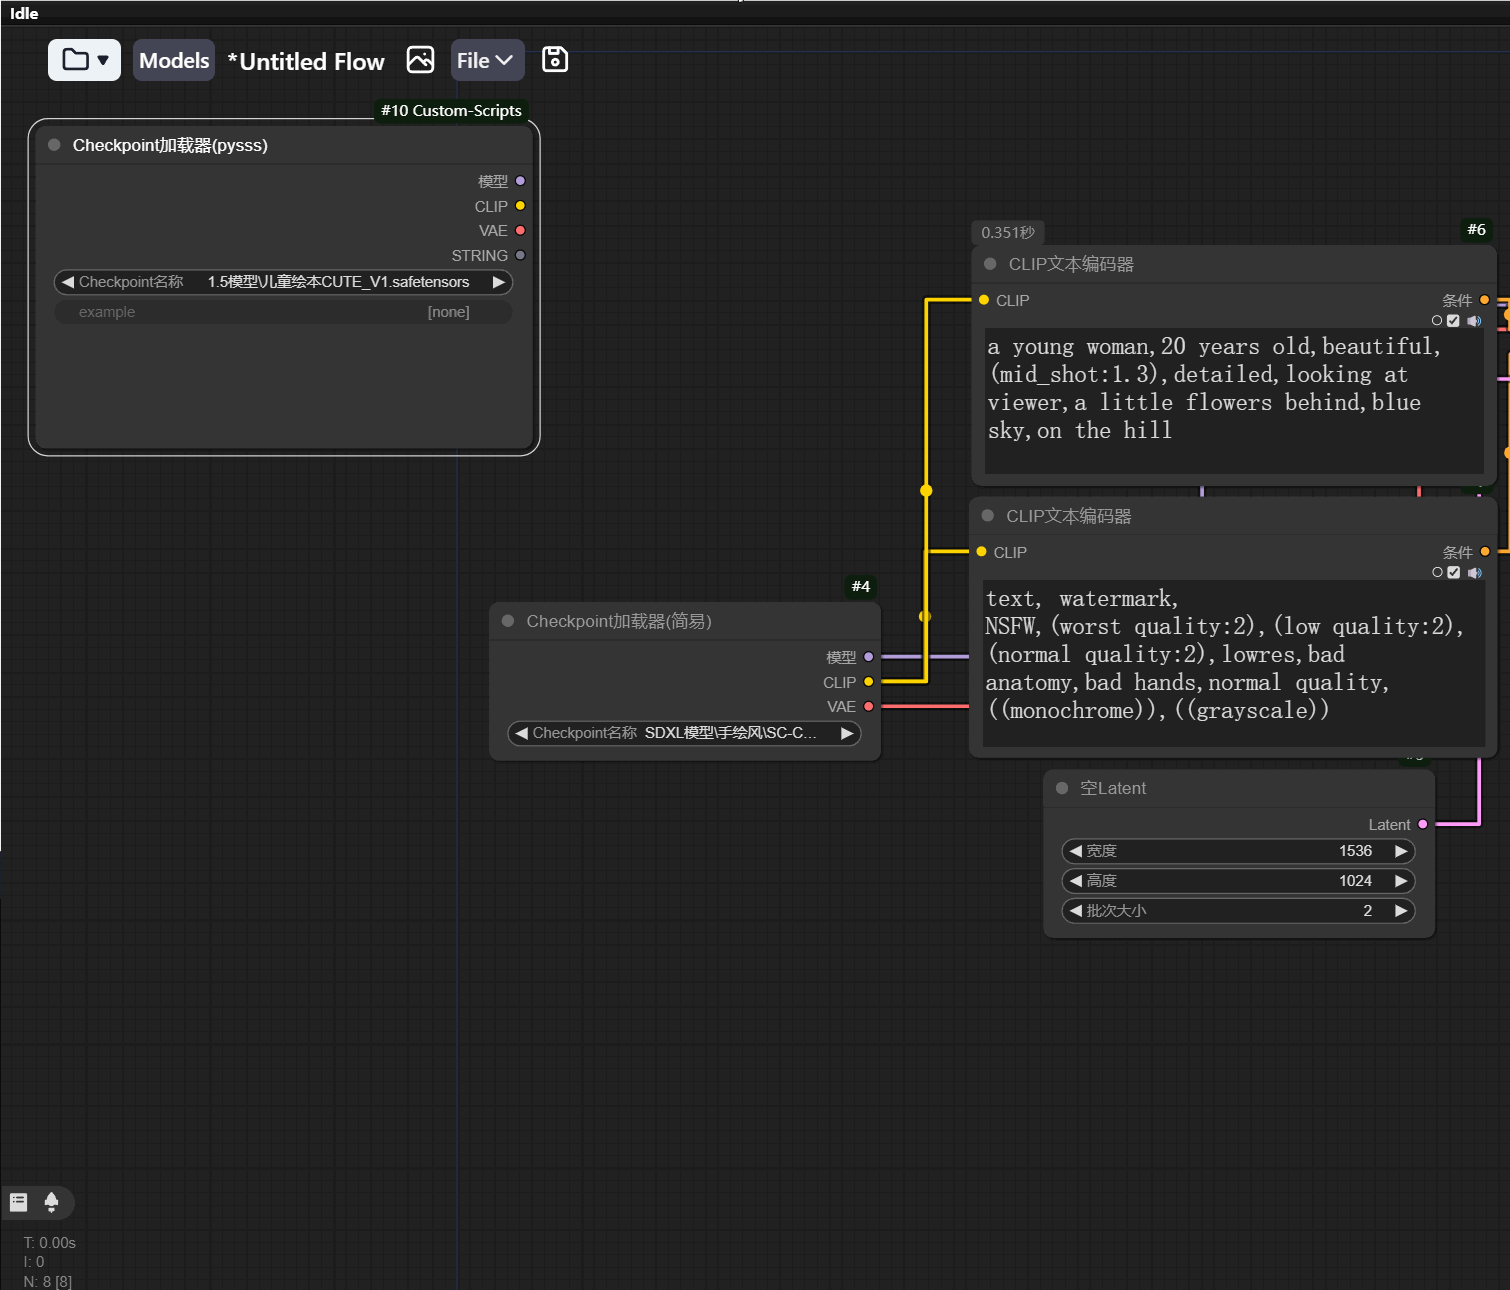 Idle
Models
*Untitled Flow
File
#10 Custom-Scripts
Checkpoint加载器(pysss)
模型
CLIP
VAE
STRING
Checkpoint名称 1.5模型\儿童绘本CUTE_V1.safetensors
example [none]
0.351秒
#6
CLIP文本编码器
CLIP 条件
a young woman,20 years old,beautiful,
(mid_shot:1.3),detailed,looking at
viewer,a little flowers behind,blue
sky,on the hill
CLIP文本编码器
CLIP 条件
text, watermark,
NSFW,(worst quality:2),(low quality:2),
(normal quality:2),lowres,bad
anatomy,bad hands,normal quality,
((monochrome)),((grayscale))
#4
Checkpoint加载器(简易)
模型
CLIP
VAE
Checkpoint名称 SDXL模型\手绘风\SC-C...
空Latent
Latent
宽度 1536
高度 1024
批次大小 2
T: 0.00s
I: 0
N: 8 [8]